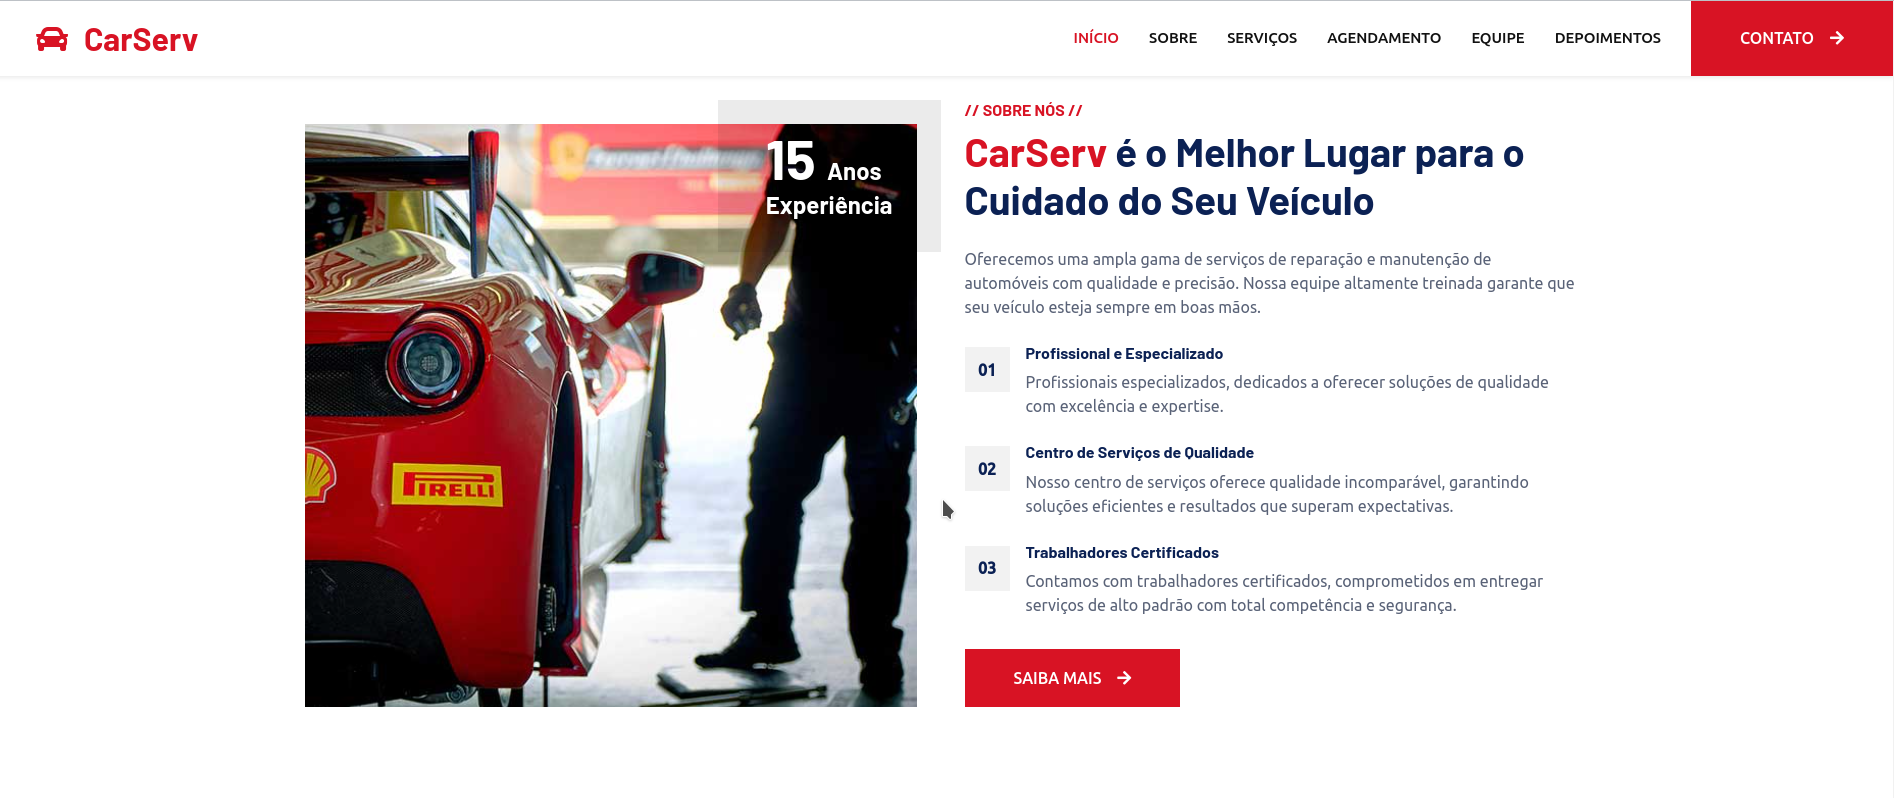 CarServ
INÍCIO SOBRE SERVIÇOS AGENDAMENTO EQUIPE DEPOIMENTOS CONTATO
15 Anos
Experiência
PIRELLI
// SOBRE NÓS //
CarServ é o Melhor Lugar para o
Cuidado do Seu Veículo
Oferecemos uma ampla gama de serviços de reparação e manutenção de
automóveis com qualidade e precisão. Nossa equipe altamente treinada garante que
seu veículo esteja sempre em boas mãos.
01
Profissional e Especializado
Profissionais especializados, dedicados a oferecer soluções de qualidade
com excelência e expertise.
02
Centro de Serviços de Qualidade
Nosso centro de serviços oferece qualidade incomparável, garantindo
soluções eficientes e resultados que superam expectativas.
03
Trabalhadores Certificados
Contamos com trabalhadores certificados, comprometidos em entregar
serviços de alto padrão com total competência e segurança.
SAIBA MAIS